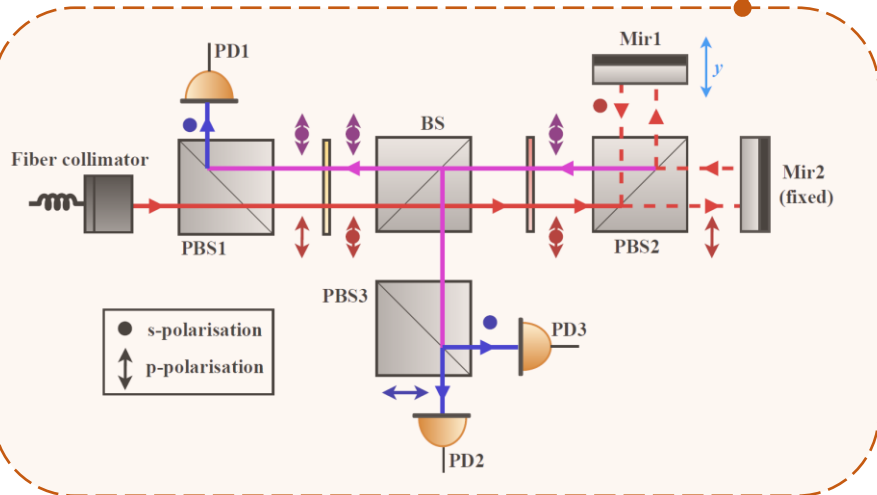 PD1
Mir1
y
BS
Fiber collimator
Mir2
(fixed)
PBS1
PBS2
PBS3
PD3
s-polarisation
p-polarisation
PD2